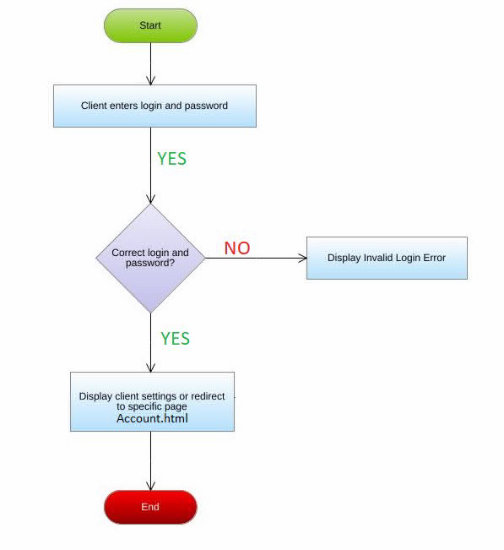 Start
Client enters login and password
YES
Correct login and
password?
NO
Display Invalid Login Error
YES
Display client settings or redirect
to specific page
Account.html
End